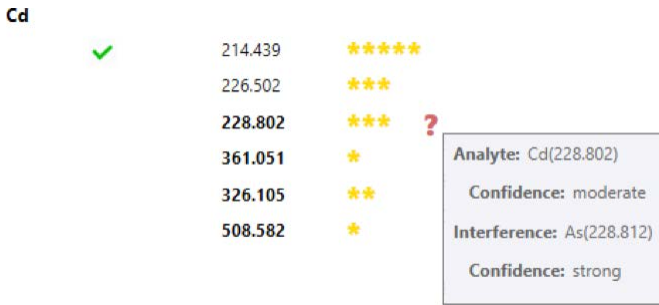 Cd
214.439 *****
226.502 ***
228.802 *** ?
361.051 *
326.105 **
508.582 *
Analyte: Cd(228.802)
Confidence: moderate
Interference: As(228.812)
Confidence: strong